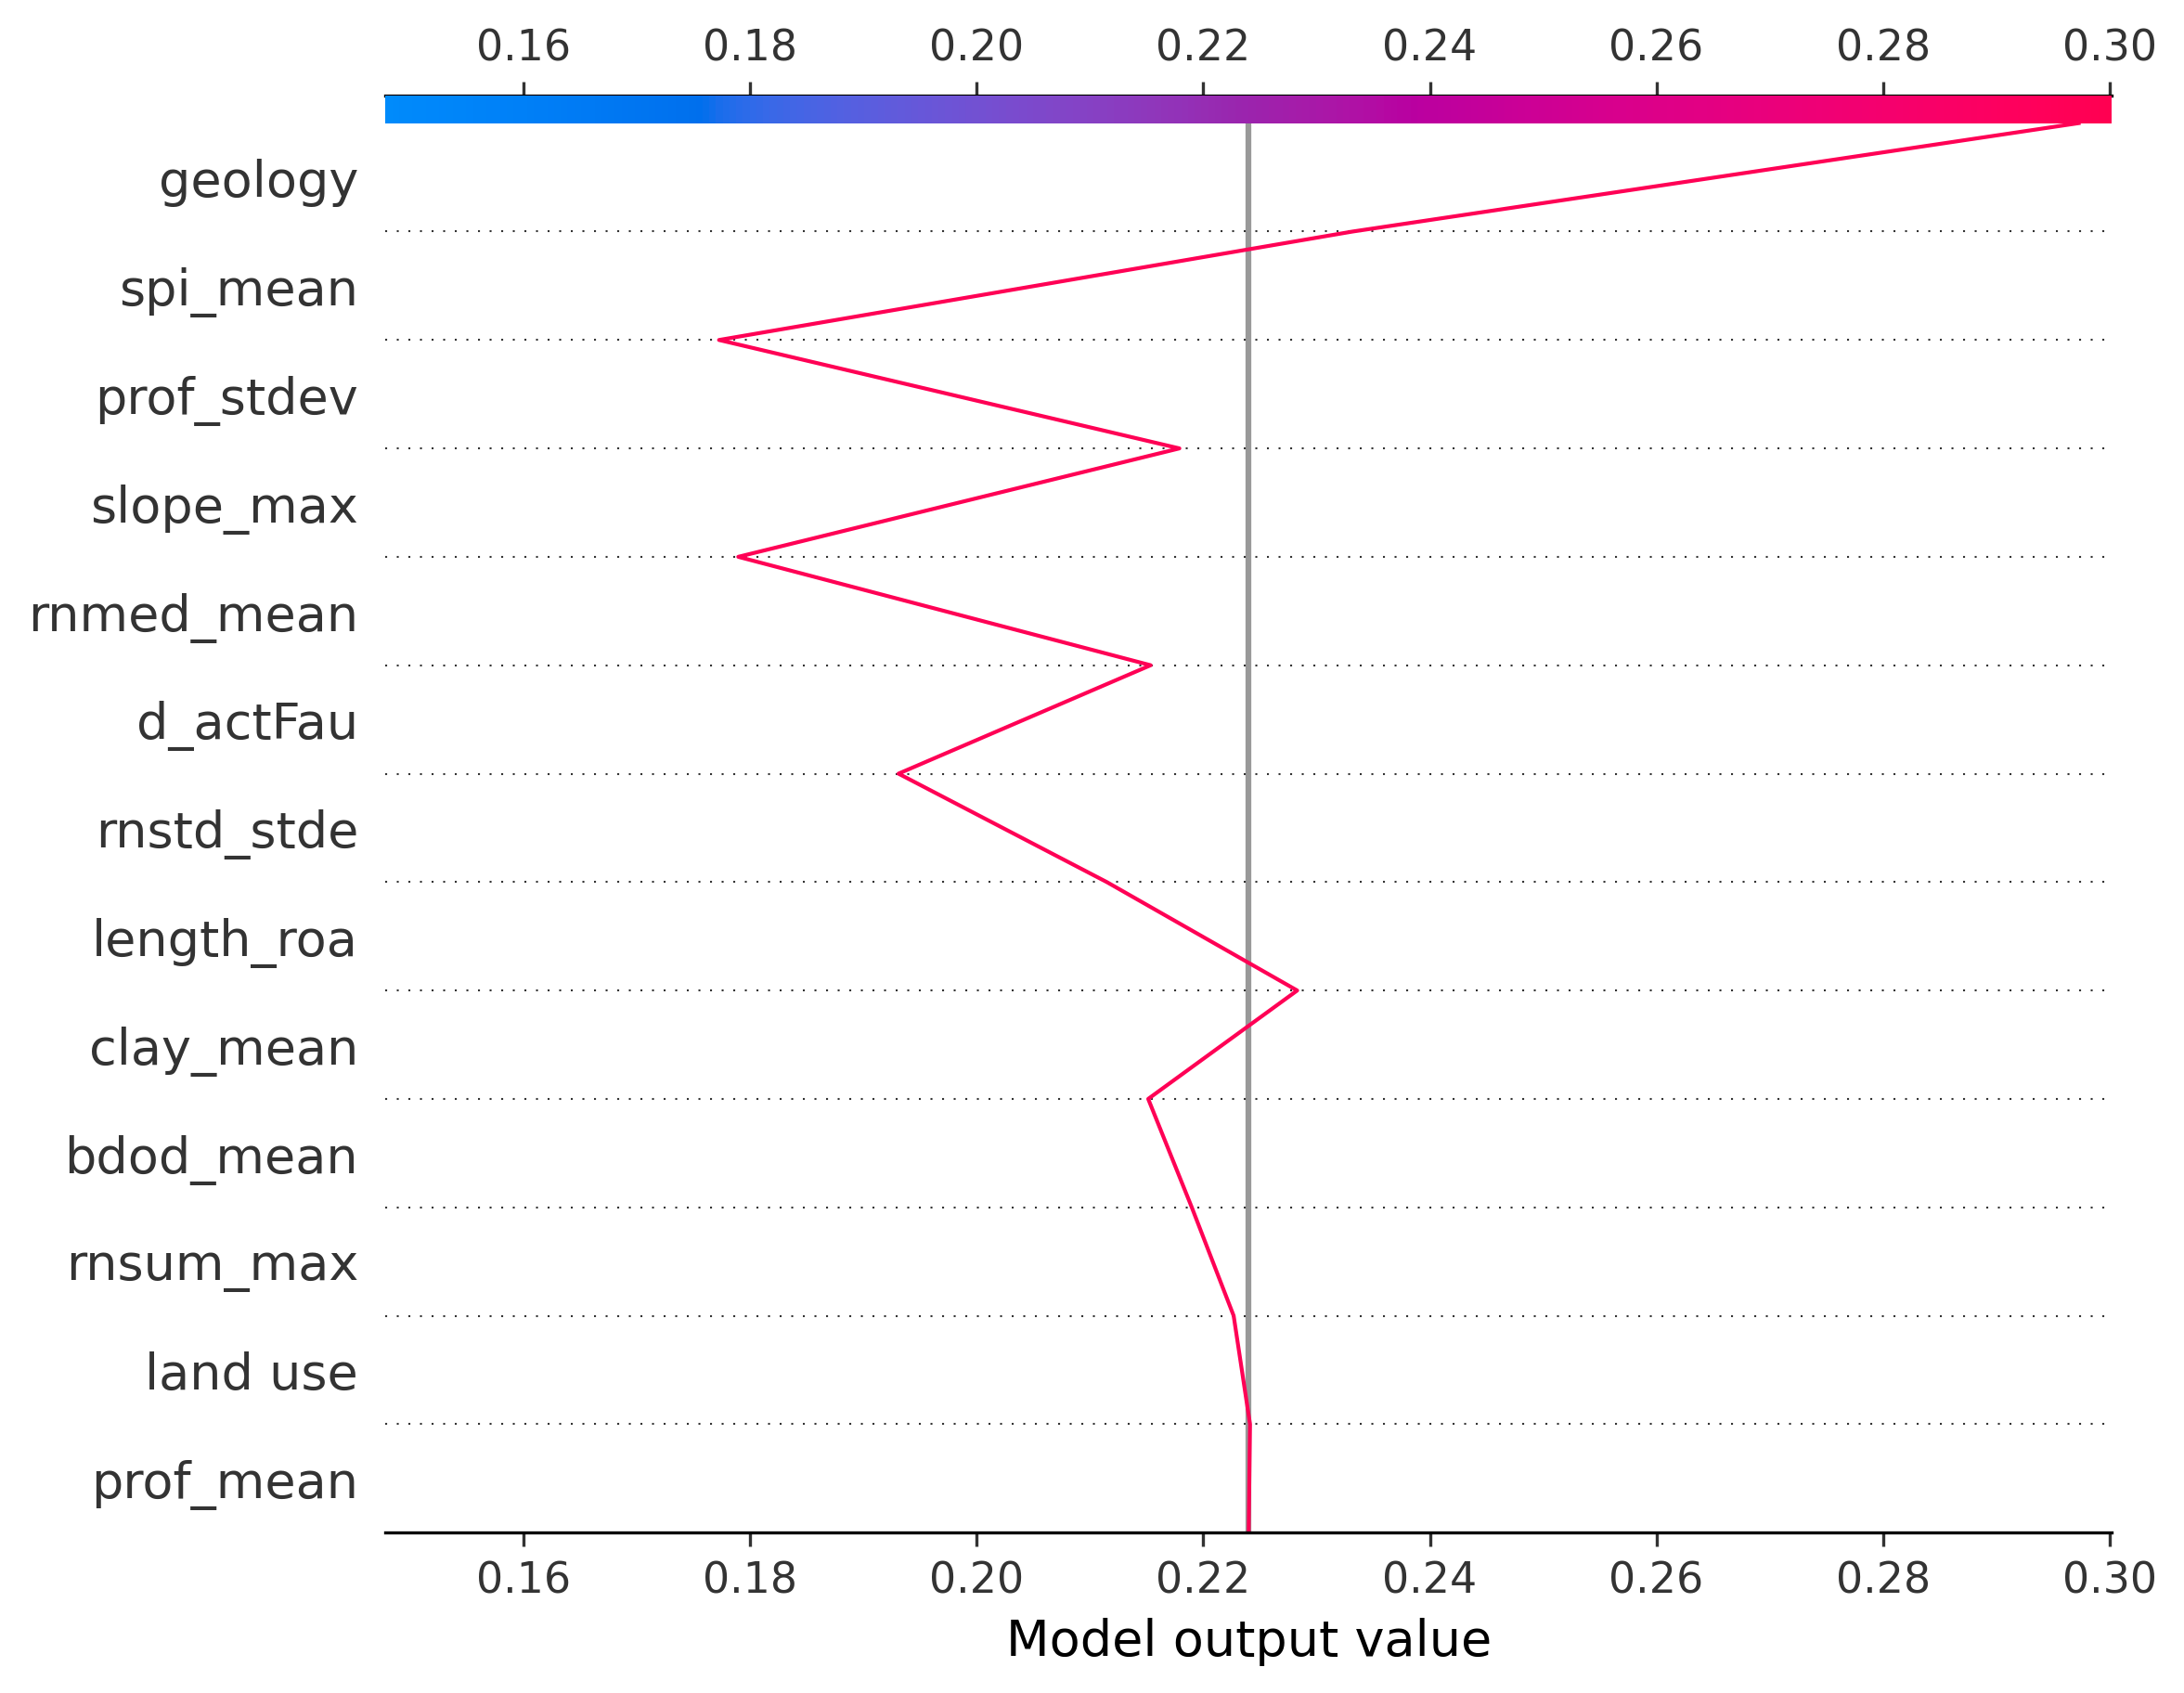 0.16 0.18 0.20 0.22 0.24 0.26 0.28 0.30
geology
spi_mean
prof_stdev
slope_max
rnmed_mean
d_actFau
rnstd_stde
length_roa
clay_mean
bdod_mean
rnsum_max
land use
prof_mean
0.16 0.18 0.20 0.22 0.24 0.26 0.28 0.30
Model output value